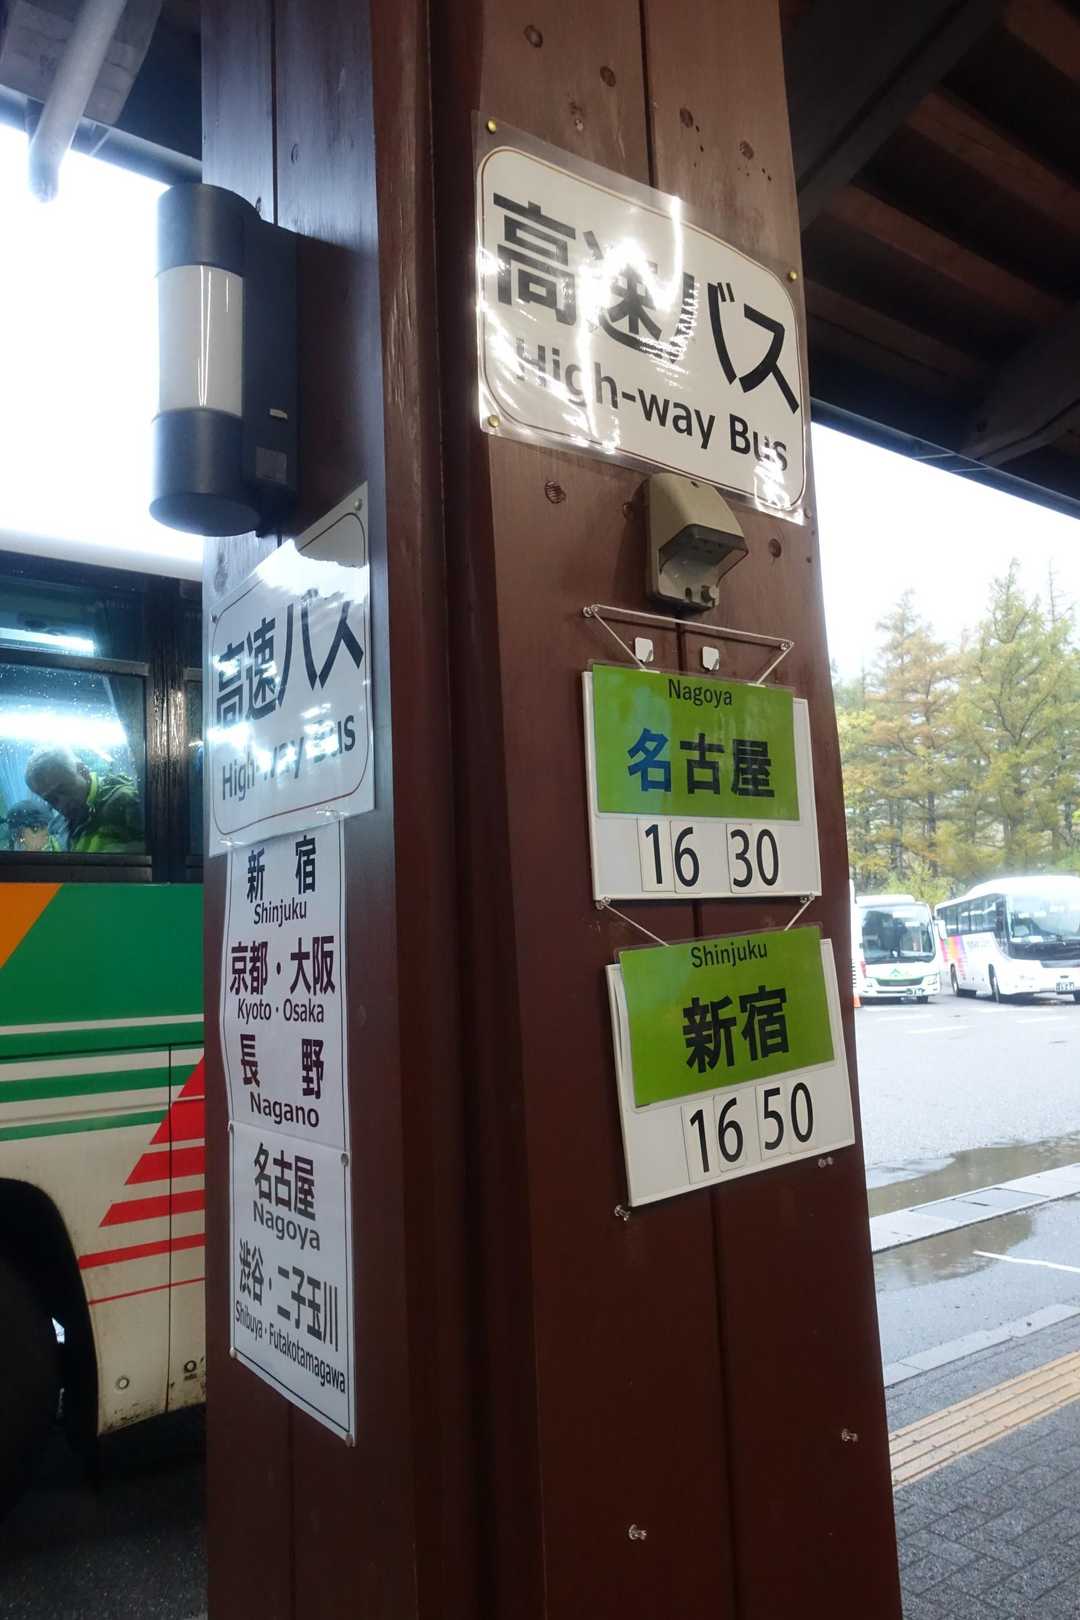 高速バス
High-way Bus
Nagoya
名古屋
16 30
Shinjuku
新宿
16 50
高速バス
High-way Bus
新宿
Shinjuku
京都・大阪
Kyoto・Osaka
長野
Nagano
名古屋
Nagoya
渋谷・二子玉川
Shibuya・Futakotamagawa